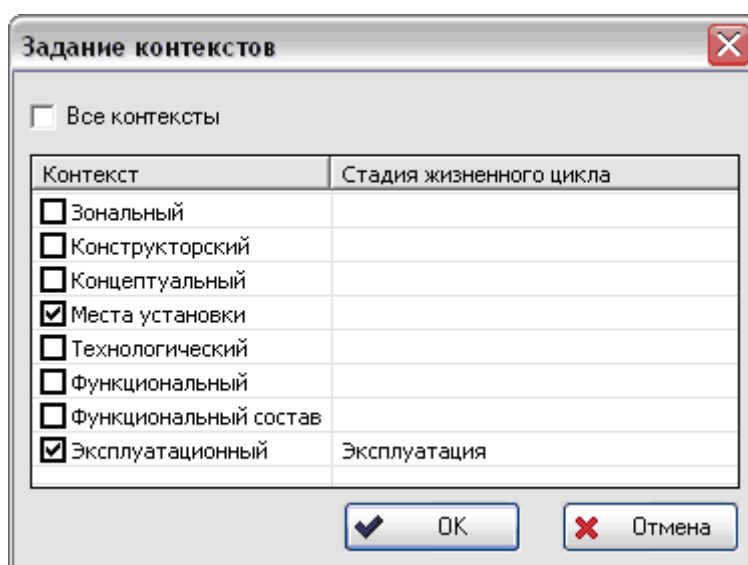 Задание контекстов
Все контексты
Контекст Стадия жизненного цикла
Зональный
Конструкторский
Концептуальный
Места установки
Технологический
Функциональный
Функциональный состав
Эксплуатационный Эксплуатация
ОК Отмена